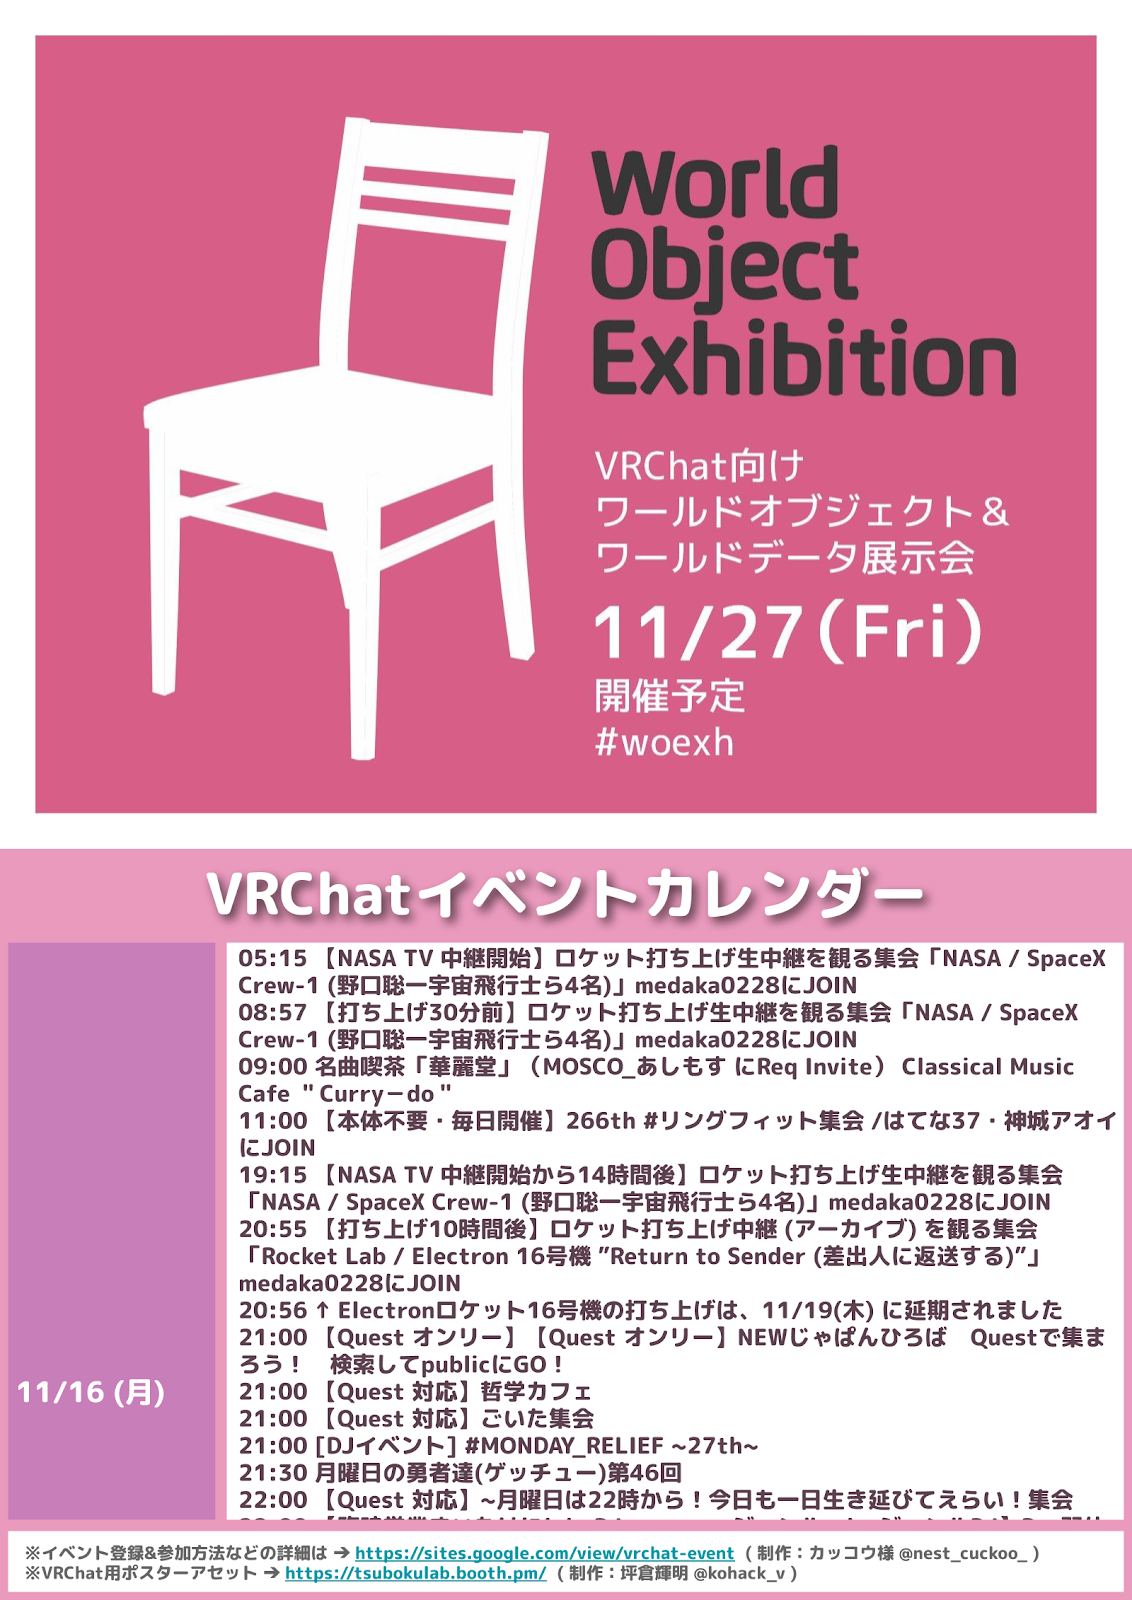 World
Object
Exhibition
VRChat向け
ワールドオブジェクト＆
ワールドデータ展示会
11/27(Fri)
開催予定
#woexh
VRChatイベントカレンダー
11/16 (月)
05:15 【NASA TV 中継開始】ロケット打ち上げ生中継を観る集会「NASA / SpaceX
Crew-1 (野口聡一宇宙飛行士ら4名)」medaka0228にJOIN
08:57 【打ち上げ30分前】ロケット打ち上げ生中継を観る集会「NASA / SpaceX
Crew-1 (野口聡一宇宙飛行士ら4名)」medaka0228にJOIN
09:00 名曲喫茶「華麗堂」（MOSCO_あしもす にReq Invite） Classical Music
Cafe ＂Curry－do＂
11:00 【本体不要・毎日開催】266th #リングフィット集会 /はてな37・神城アオイ
にJOIN
19:15 【NASA TV 中継開始から14時間後】ロケット打ち上げ生中継を観る集会
「NASA / SpaceX Crew-1 (野口聡一宇宙飛行士ら4名)」medaka0228にJOIN
20:55 【打ち上げ10時間後】ロケット打ち上げ中継 (アーカイブ) を観る集会
「Rocket Lab / Electron 16号機 ”Return to Sender (差出人に返送する)”」
medaka0228にJOIN
20:56 ↑ Electronロケット16号機の打ち上げは、11/19(木) に延期されました
21:00 【Quest オンリー】【Quest オンリー】NEWじゃぱんひろば　Questで集ま
ろう！　検索してpublicにGO！
21:00 【Quest 対応】哲学カフェ
21:00 【Quest 対応】ごいた集会
21:00 [DJイベント] #MONDAY_RELIEF ~27th~
21:30 月曜日の勇者達(ゲッチュー)第46回
22:00 【Quest 対応】~月曜日は22時から！今日も一日生き延びてえらい！集会
※イベント登録&参加方法などの詳細は ➔ https://sites.google.com/view/vrchat-event ( 制作：カッコウ様 @nest_cuckoo_ )
※VRChat用ポスターアセット ➔ https://tsubokulab.booth.pm/ ( 制作：坪倉輝明 @kohack_v )